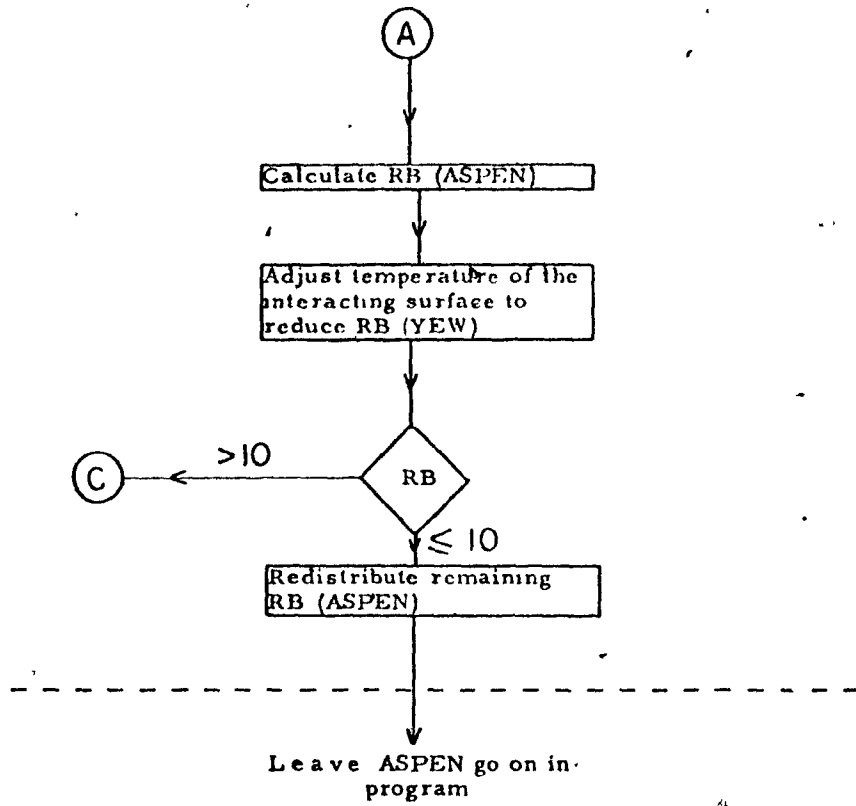 A
Calculate RB (ASPEN)
Adjust temperature of the
interacting surface to
reduce RB (YEW)
>10
C
RB
≤ 10
Redistribute remaining
RB (ASPEN)
Leave ASPEN go on in
program